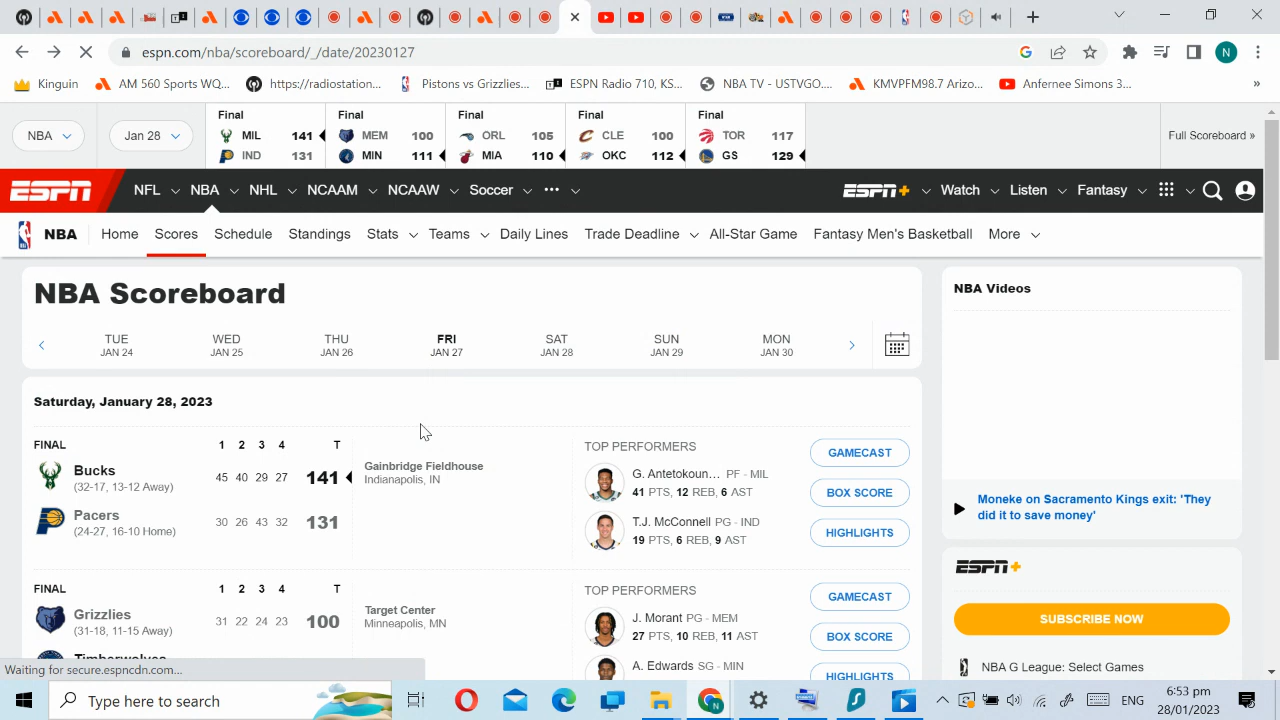 espn.com/nba/scoreboard/_/date/20230127
N
Kinguin
AM 560 Sports WQ...
https://radiostation...
Pistons vs Grizzlies...
ESPN Radio 710, KS...
NBA TV - USTVGO....
KMVPFM98.7 Arizo...
Anfernee Simons 3...
»
NBA
Jan 28
Final
MIL 141
IND 131
Final
MEM 100
MIN 111
Final
ORL 105
MIA 110
Final
CLE 100
OKC 112
Final
TOR 117
GS 129
Full Scoreboard »
ESPN
NFL
NBA
NHL
NCAAM
NCAAW
Soccer
•••
ESPN+
Watch
Listen
Fantasy
NBA
Home
Scores
Schedule
Standings
Stats
Teams
Daily Lines
Trade Deadline
All-Star Game
Fantasy Men's Basketball
More
NBA Scoreboard
TUE
JAN 24
WED
JAN 25
THU
JAN 26
FRI
JAN 27
SAT
JAN 28
SUN
JAN 29
MON
JAN 30
Saturday, January 28, 2023
FINAL 1 2 3 4 T
Bucks
(32-17, 13-12 Away)
45 40 29 27 141
Pacers
(24-27, 16-10 Home)
30 26 43 32 131
Gainbridge Fieldhouse
Indianapolis, IN
TOP PERFORMERS
G. Antetokoun... PF - MIL
41 PTS, 12 REB, 6 AST
T.J. McConnell PG - IND
19 PTS, 6 REB, 9 AST
GAMECAST
BOX SCORE
HIGHLIGHTS
FINAL 1 2 3 4 T
Grizzlies
(31-18, 11-15 Away)
31 22 24 23 100
Timberwolves
Target Center
Minneapolis, MN
TOP PERFORMERS
J. Morant PG - MEM
27 PTS, 10 REB, 11 AST
A. Edwards SG - MIN
GAMECAST
BOX SCORE
HIGHLIGHTS
NBA Videos
Moneke on Sacramento Kings exit: 'They
did it to save money'
ESPN+
SUBSCRIBE NOW
NBA G League: Select Games
Waiting for secure.espncdn.com...
Type here to search
ENG
6:53 pm
28/01/2023